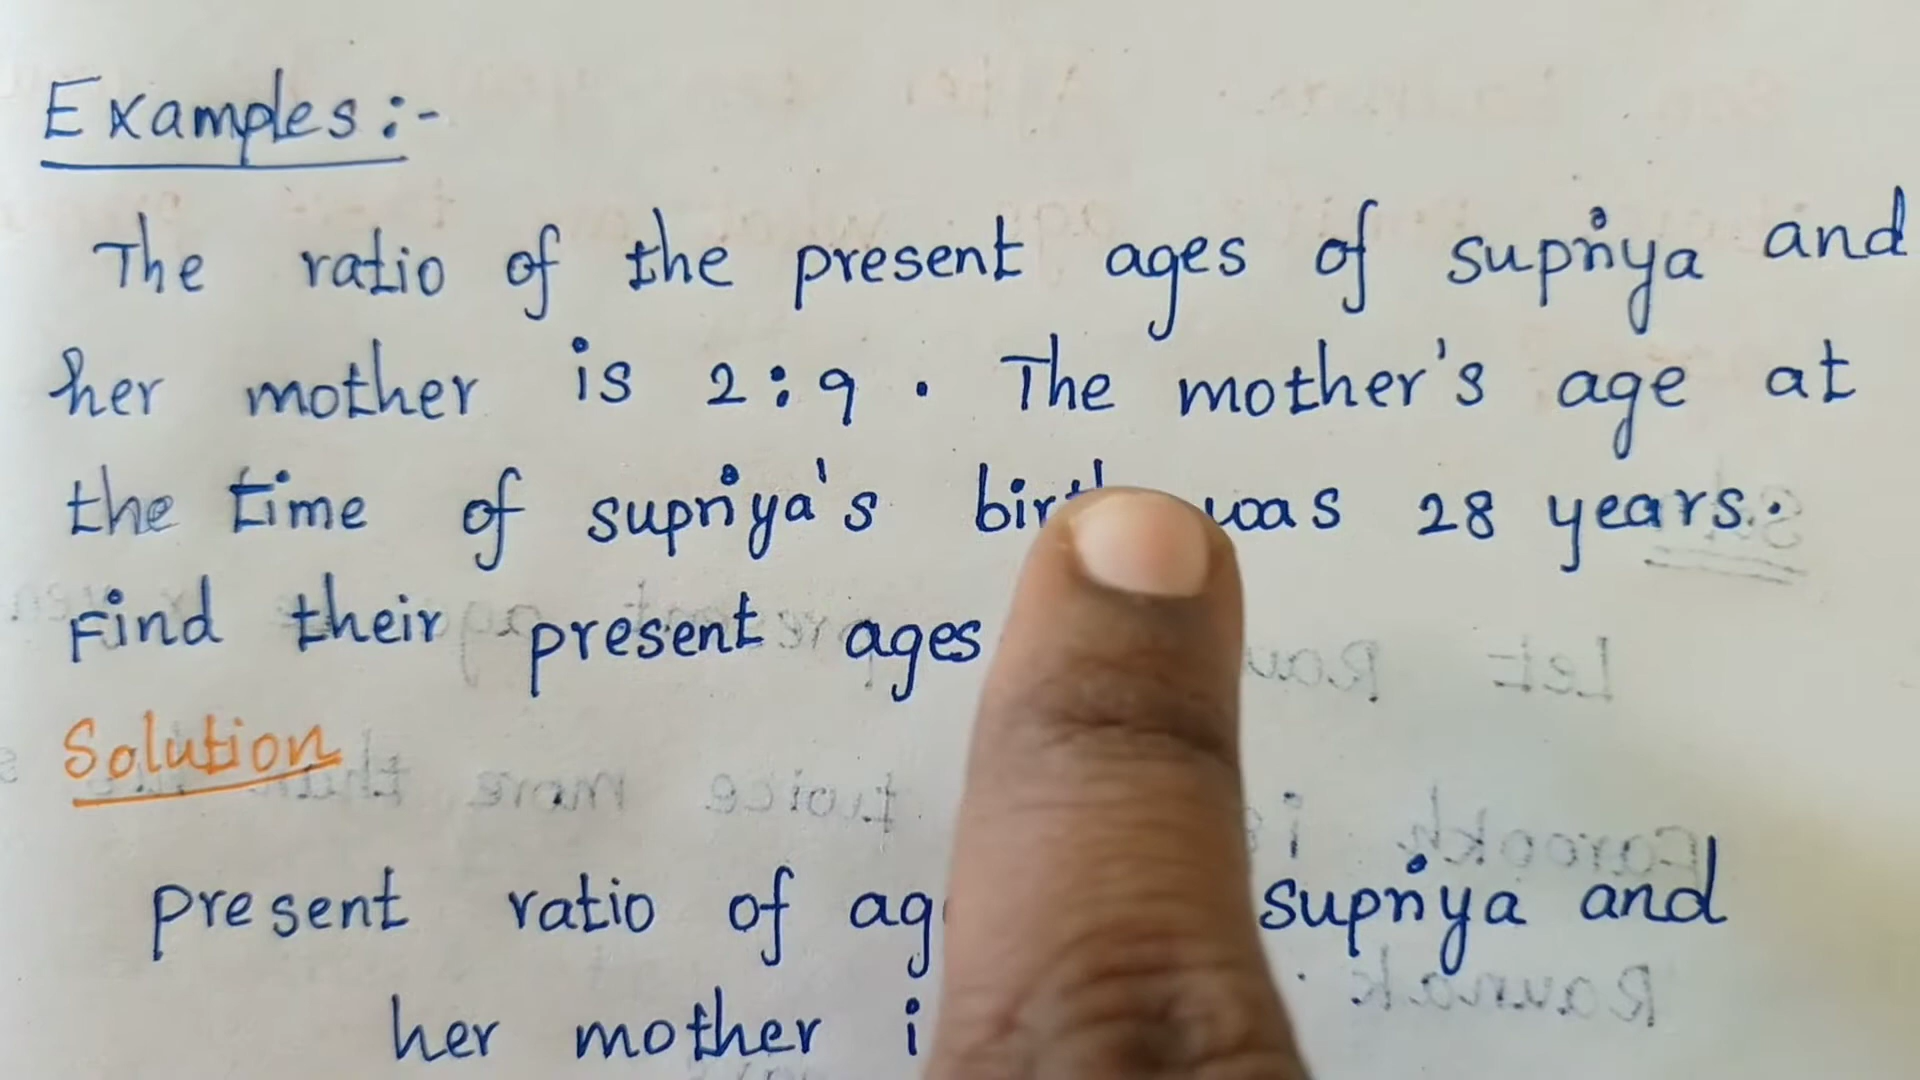 Examples:-
The ratio of the present ages of supriya and
her mother is 2:9. The mother's age at
the time of supriya's was 28 years.
Find their present ages
Solution
present ratio of supriya and
her mother